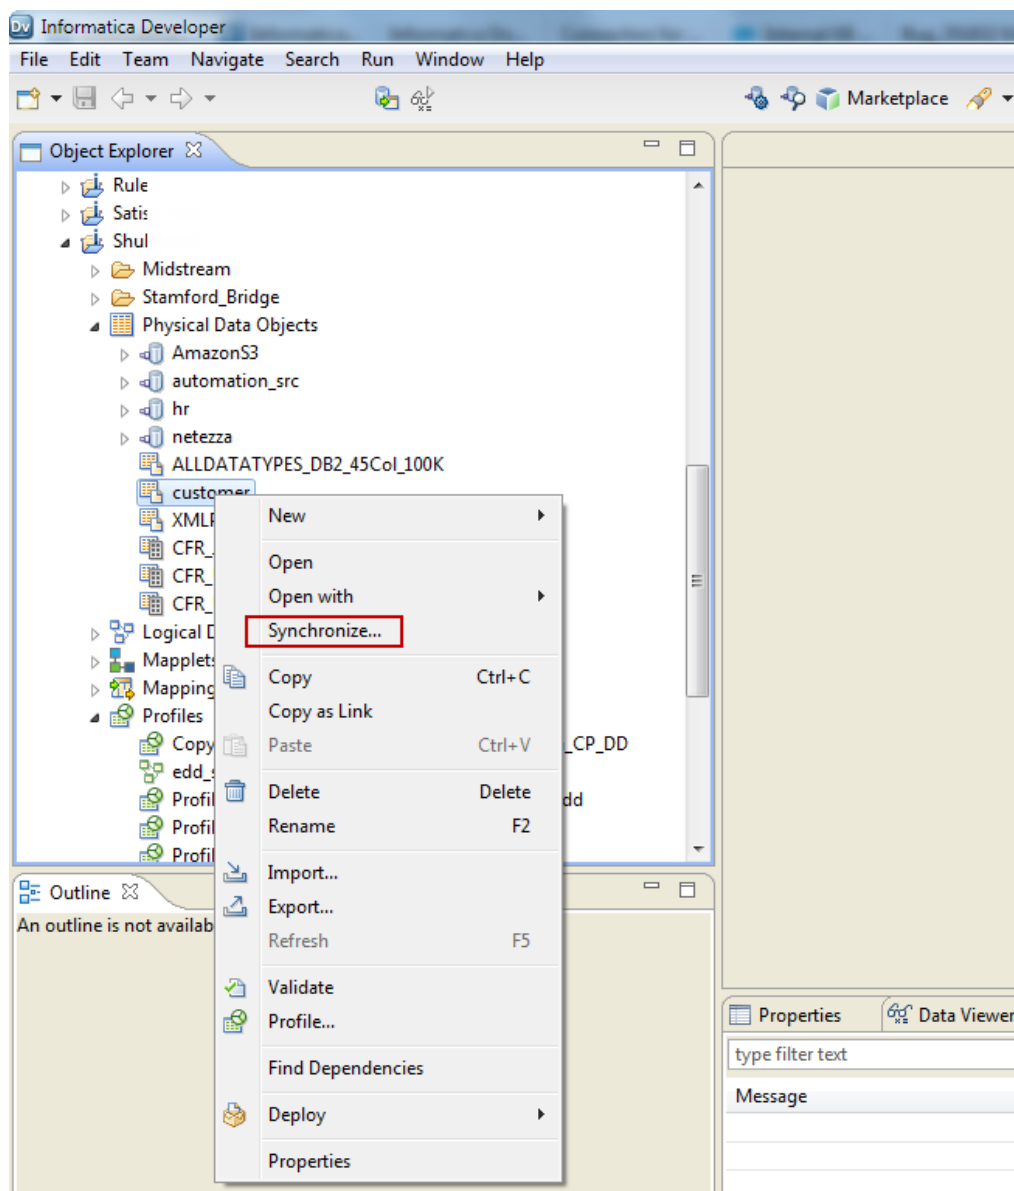 Informatica Developer
File Edit Team Navigate Search Run Window Help
Marketplace
Object Explorer
Rule
Satis
Shul
Midstream
Stamford_Bridge
Physical Data Objects
AmazonS3
automation_src
hr
netezza
ALLDATATYPES_DB2_45Col_100K
customer
XMLF
CFR_
CFR_
CFR_
Logical D
Mapplets
Mapping
Profiles
Copy _CP_DD
edd_s
Profil dd
Profil
Profil
New
Open
Open with
Synchronize...
Copy Ctrl+C
Copy as Link
Paste Ctrl+V
Delete Delete
Rename F2
Import...
Export...
Refresh F5
Validate
Profile...
Find Dependencies
Deploy
Properties
Outline
An outline is not availab
Properties Data Viewer
type filter text
Message